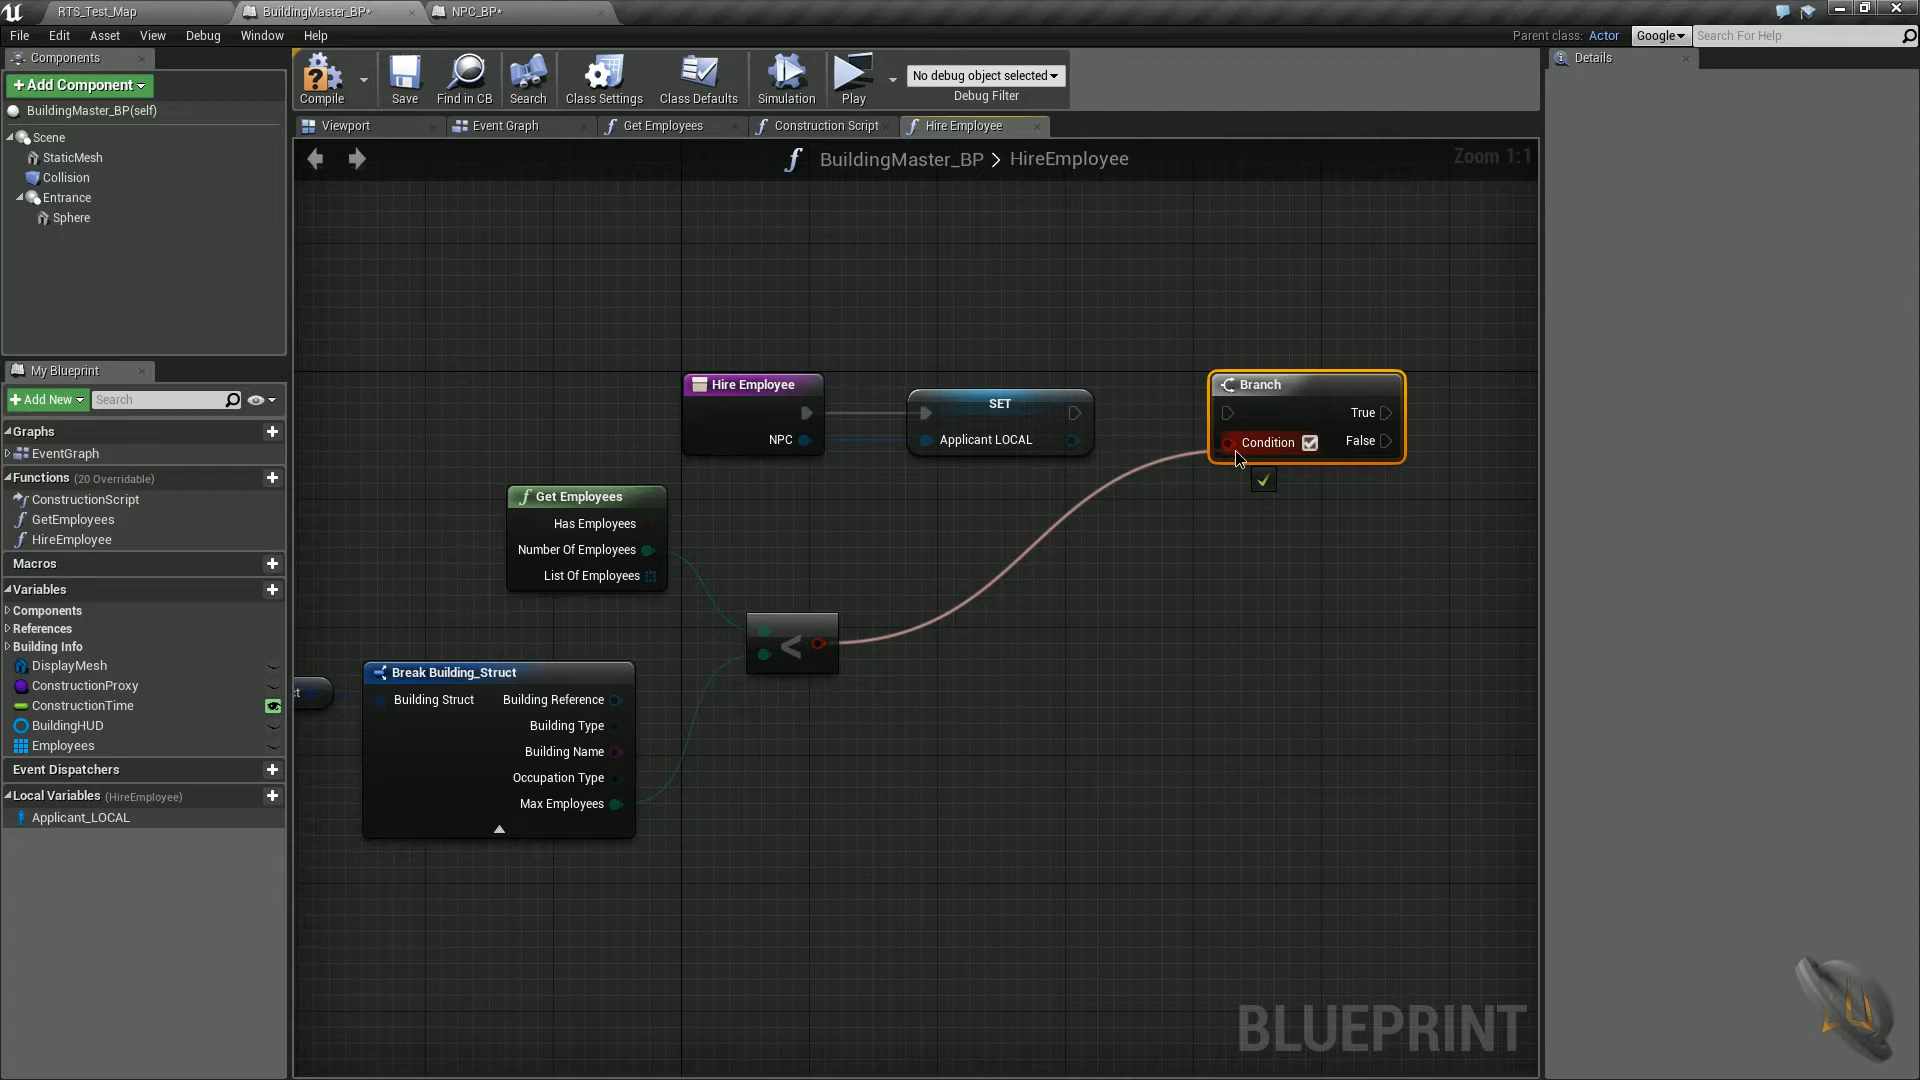 RTS_Test_Map
BuildingMaster_BP*
NPC_BP*
File Edit Asset View Debug Window Help
Parent class: Actor
Google
Search For Help
Components
Add Component
BuildingMaster_BP(self)
Scene
StaticMesh
Collision
Entrance
Sphere
Compile
Save
Find in CB
Search
Class Settings
Class Defaults
Simulation
Play
No debug object selected
Debug Filter
Details
Viewport
Event Graph
Get Employees
Construction Script
Hire Employee
BuildingMaster_BP > HireEmployee
Zoom 1:1
My Blueprint
Add New
Search
Graphs
EventGraph
Functions (20 Overridable)
ConstructionScript
GetEmployees
HireEmployee
Macros
Variables
Components
References
Building Info
DisplayMesh
ConstructionProxy
ConstructionTime
BuildingHUD
Employees
Event Dispatchers
Local Variables (HireEmployee)
Applicant_LOCAL
Hire Employee
NPC
SET
Applicant LOCAL
Branch
True
Condition
False
Get Employees
Has Employees
Number Of Employees
List Of Employees
<
ct
Break Building_Struct
Building Struct
Building Reference
Building Type
Building Name
Occupation Type
Max Employees
BLUEPRINT